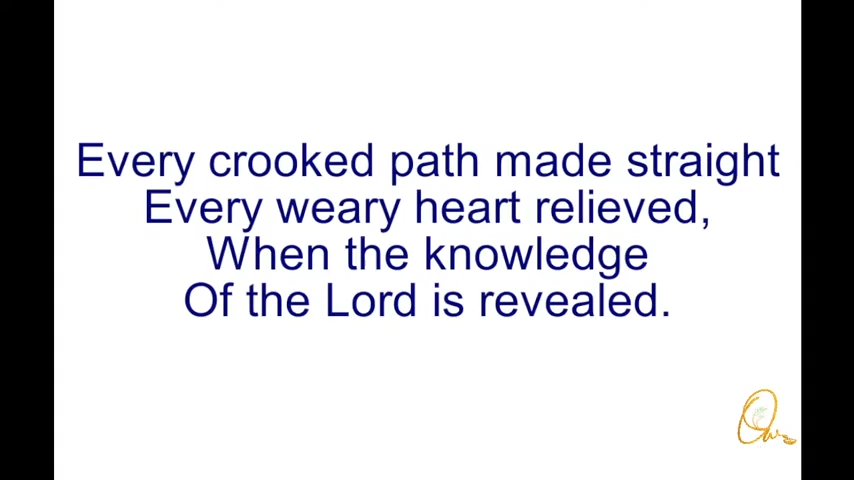 Every crooked path made straight
Every weary heart relieved,
When the knowledge
Of the Lord is revealed.